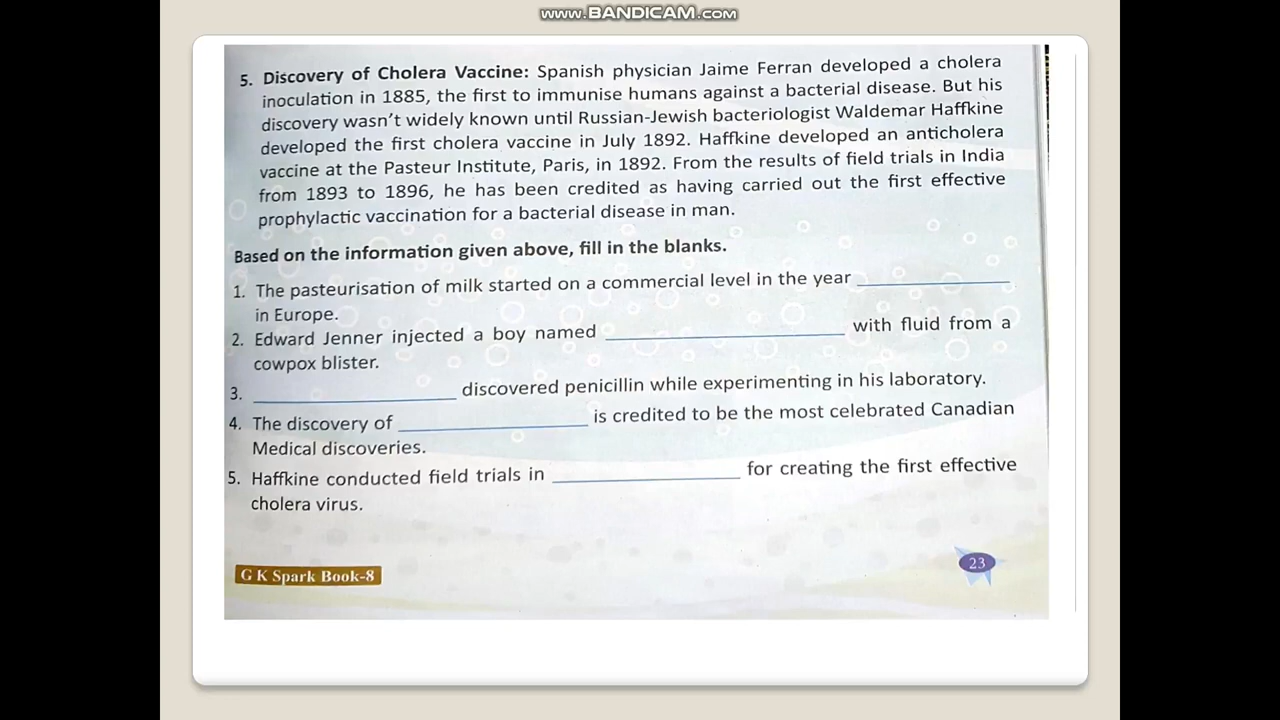 www.BANDICAM.com
5. Discovery of Cholera Vaccine: Spanish physician Jaime Ferran developed a cholera
inoculation in 1885, the first to immunise humans against a bacterial disease. But his
discovery wasn't widely known until Russian-Jewish bacteriologist Waldemar Haffkine
developed the first cholera vaccine in July 1892. Haffkine developed an anticholera
vaccine at the Pasteur Institute, Paris, in 1892. From the results of field trials in India
from 1893 to 1896, he has been credited as having carried out the first effective
prophylactic vaccination for a bacterial disease in man.
Based on the information given above, fill in the blanks.
1. The pasteurisation of milk started on a commercial level in the year ____________
in Europe.
2. Edward Jenner injected a boy named ____________ with fluid from a
cowpox blister.
3. ____________ discovered penicillin while experimenting in his laboratory.
4. The discovery of ____________ is credited to be the most celebrated Canadian
Medical discoveries.
5. Haffkine conducted field trials in ____________ for creating the first effective
cholera virus.
G K Spark Book-8
23